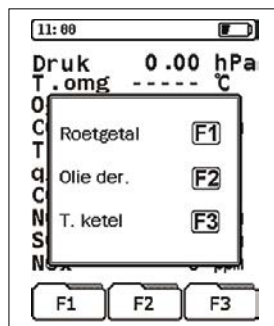 11:00
Druk 0.00 hPa
T.omg ----- °C
Roetgetal F1
Olie der. F2
T. ketel F3
F1 F2 F3